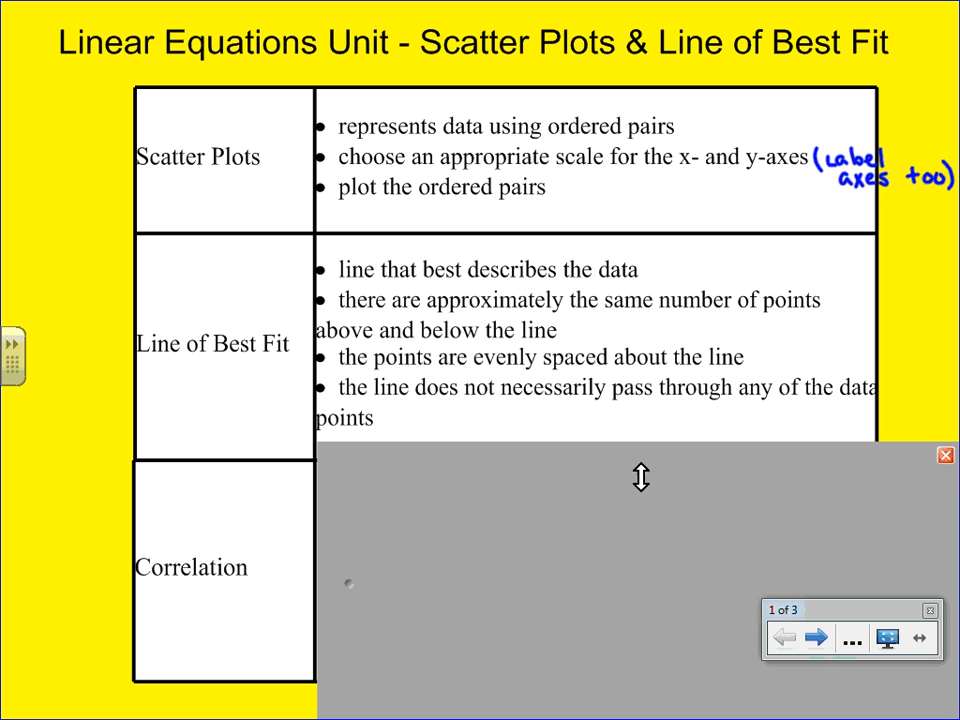 Linear Equations Unit - Scatter Plots & Line of Best Fit
Scatter Plots
• represents data using ordered pairs
• choose an appropriate scale for the x- and y-axes (Label
axes too)
• plot the ordered pairs
Line of Best Fit
• line that best describes the data
• there are approximately the same number of points
above and below the line
• the points are evenly spaced about the line
• the line does not necessarily pass through any of the data
points
Correlation
1 of 3
...